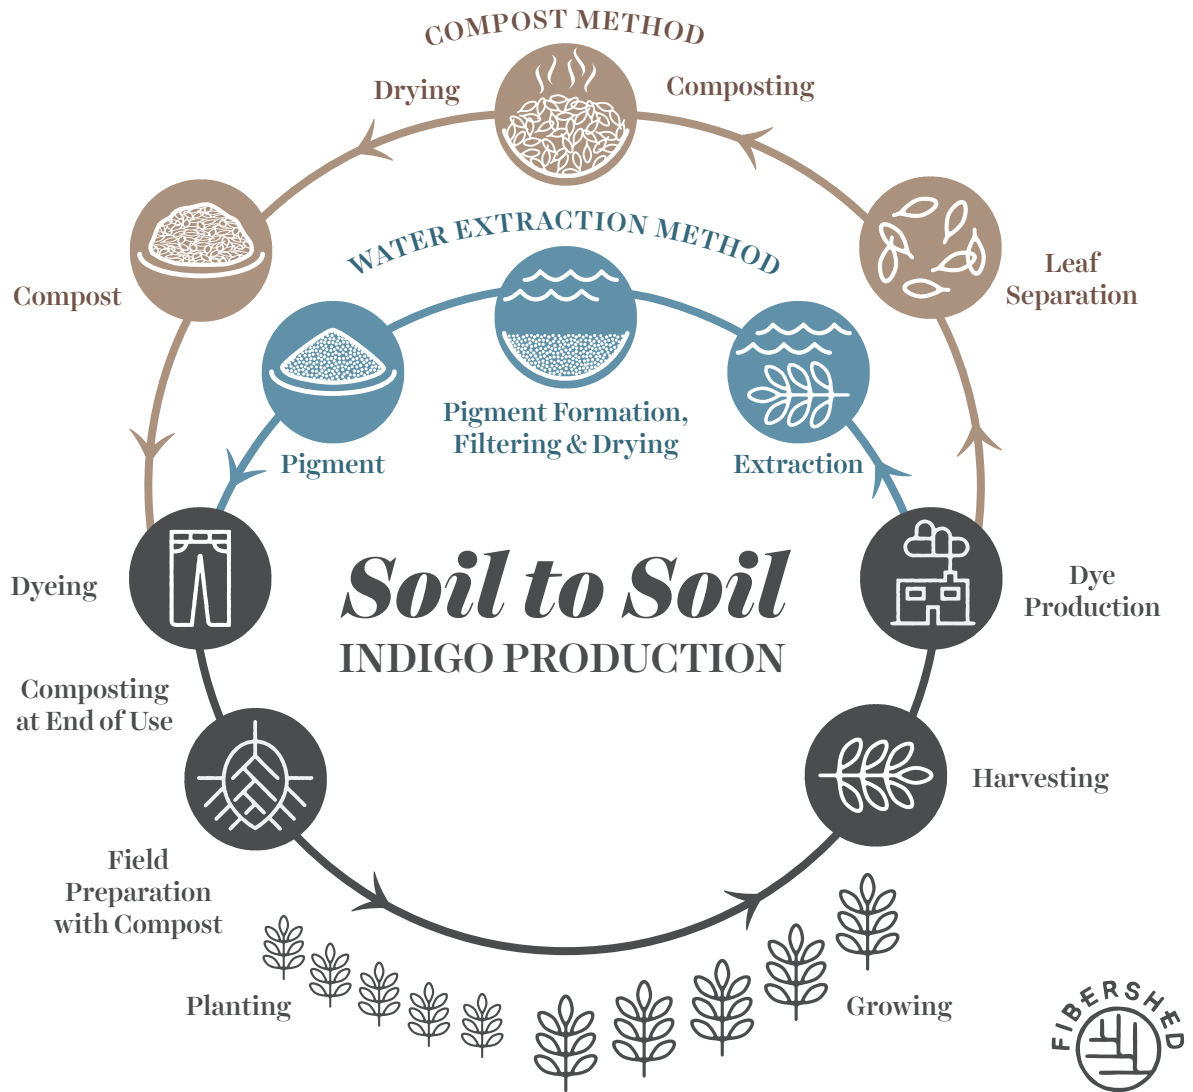 COMPOST METHOD
Drying
Composting
WATER EXTRACTION METHOD
Compost
Leaf
Separation
Pigment Formation,
Filtering & Drying
Pigment
Extraction
Soil to Soil
INDIGO PRODUCTION
Dyeing
Dye
Production
Composting
at End of Use
Harvesting
Field
Preparation
with Compost
Planting
Growing
FIBERSHED